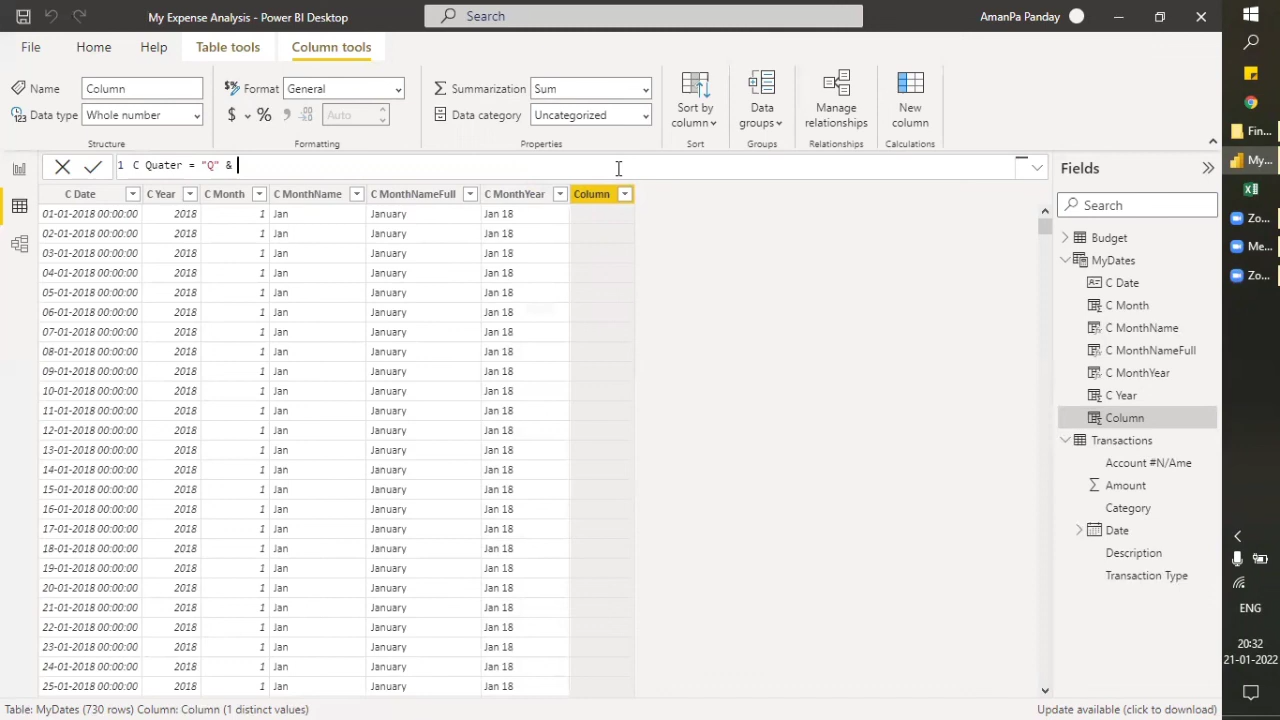 My Expense Analysis - Power BI Desktop
Search
AmanPa Panday
File
Home
Help
Table tools
Column tools
Name
Column
Data type
Whole number
Structure
Format
General
$
%
Auto
Formatting
Summarization
Sum
Data category
Uncategorized
Properties
Sort by
column
Sort
Data
groups
Groups
Manage
relationships
Relationships
New
column
Calculations
1 C Quater = "Q" &
C Date C Year C Month C MonthName C MonthNameFull C MonthYear Column
01-01-2018 00:00:00 2018 1 Jan January Jan 18
02-01-2018 00:00:00 2018 1 Jan January Jan 18
03-01-2018 00:00:00 2018 1 Jan January Jan 18
04-01-2018 00:00:00 2018 1 Jan January Jan 18
05-01-2018 00:00:00 2018 1 Jan January Jan 18
06-01-2018 00:00:00 2018 1 Jan January Jan 18
07-01-2018 00:00:00 2018 1 Jan January Jan 18
08-01-2018 00:00:00 2018 1 Jan January Jan 18
09-01-2018 00:00:00 2018 1 Jan January Jan 18
10-01-2018 00:00:00 2018 1 Jan January Jan 18
11-01-2018 00:00:00 2018 1 Jan January Jan 18
12-01-2018 00:00:00 2018 1 Jan January Jan 18
13-01-2018 00:00:00 2018 1 Jan January Jan 18
14-01-2018 00:00:00 2018 1 Jan January Jan 18
15-01-2018 00:00:00 2018 1 Jan January Jan 18
16-01-2018 00:00:00 2018 1 Jan January Jan 18
17-01-2018 00:00:00 2018 1 Jan January Jan 18
18-01-2018 00:00:00 2018 1 Jan January Jan 18
19-01-2018 00:00:00 2018 1 Jan January Jan 18
20-01-2018 00:00:00 2018 1 Jan January Jan 18
21-01-2018 00:00:00 2018 1 Jan January Jan 18
22-01-2018 00:00:00 2018 1 Jan January Jan 18
23-01-2018 00:00:00 2018 1 Jan January Jan 18
24-01-2018 00:00:00 2018 1 Jan January Jan 18
25-01-2018 00:00:00 2018 1 Jan January Jan 18
Fields
Search
Budget
MyDates
C Date
C Month
C MonthName
C MonthNameFull
C MonthYear
C Year
Column
Transactions
Account #N/Ame
Amount
Category
Date
Description
Transaction Type
Table: MyDates (730 rows) Column: Column (1 distinct values)
Update available (click to download)
Fin...
My...
Zo...
Me...
Zo...
ENG
20:32
21-01-2022